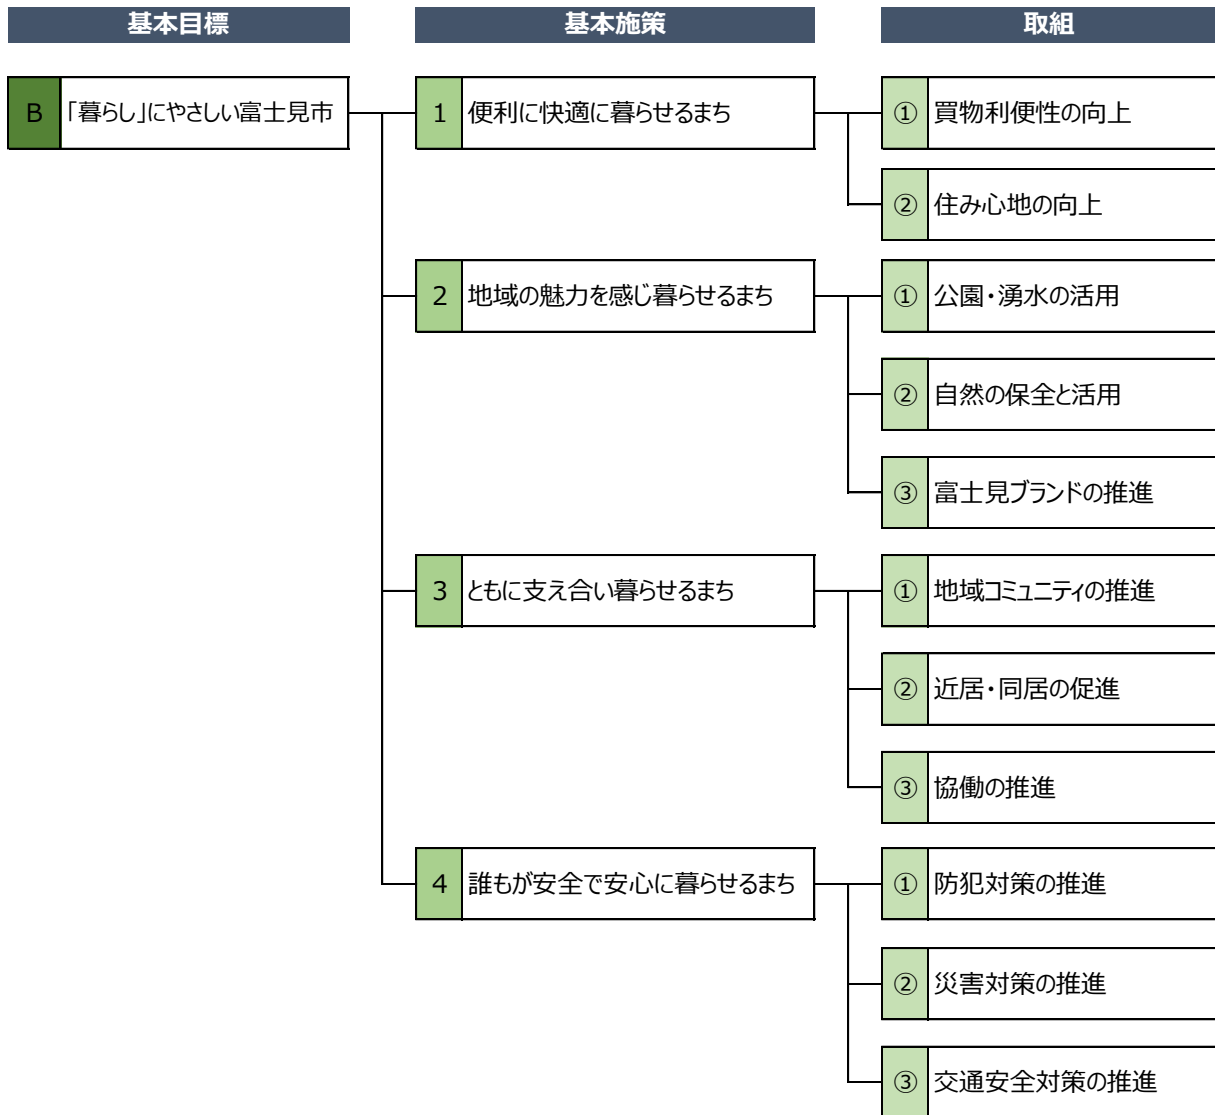 基本目標 基本施策 取組
B 「暮らし」にやさしい富士見市 1 便利に快適に暮らせるまち ① 買物利便性の向上
② 住み心地の向上
2 地域の魅力を感じ暮らせるまち ① 公園・湧水の活用
② 自然の保全と活用
③ 富士見ブランドの推進
3 ともに支え合い暮らせるまち ① 地域コミュニティの推進
② 近居・同居の促進
③ 協働の推進
4 誰もが安全で安心に暮らせるまち ① 防犯対策の推進
② 災害対策の推進
③ 交通安全対策の推進